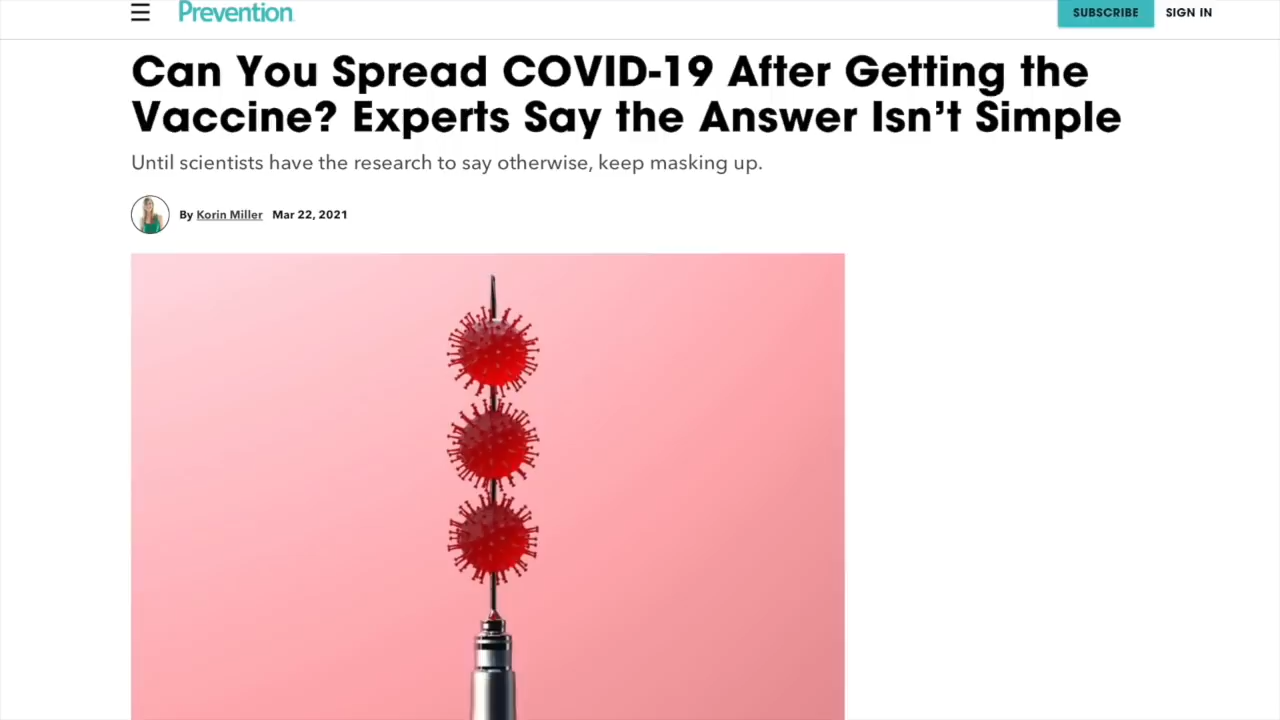 Prevention
SUBSCRIBE
SIGN IN
Can You Spread COVID-19 After Getting the
Vaccine? Experts Say the Answer Isn’t Simple
Until scientists have the research to say otherwise, keep masking up.
By Korin Miller Mar 22, 2021